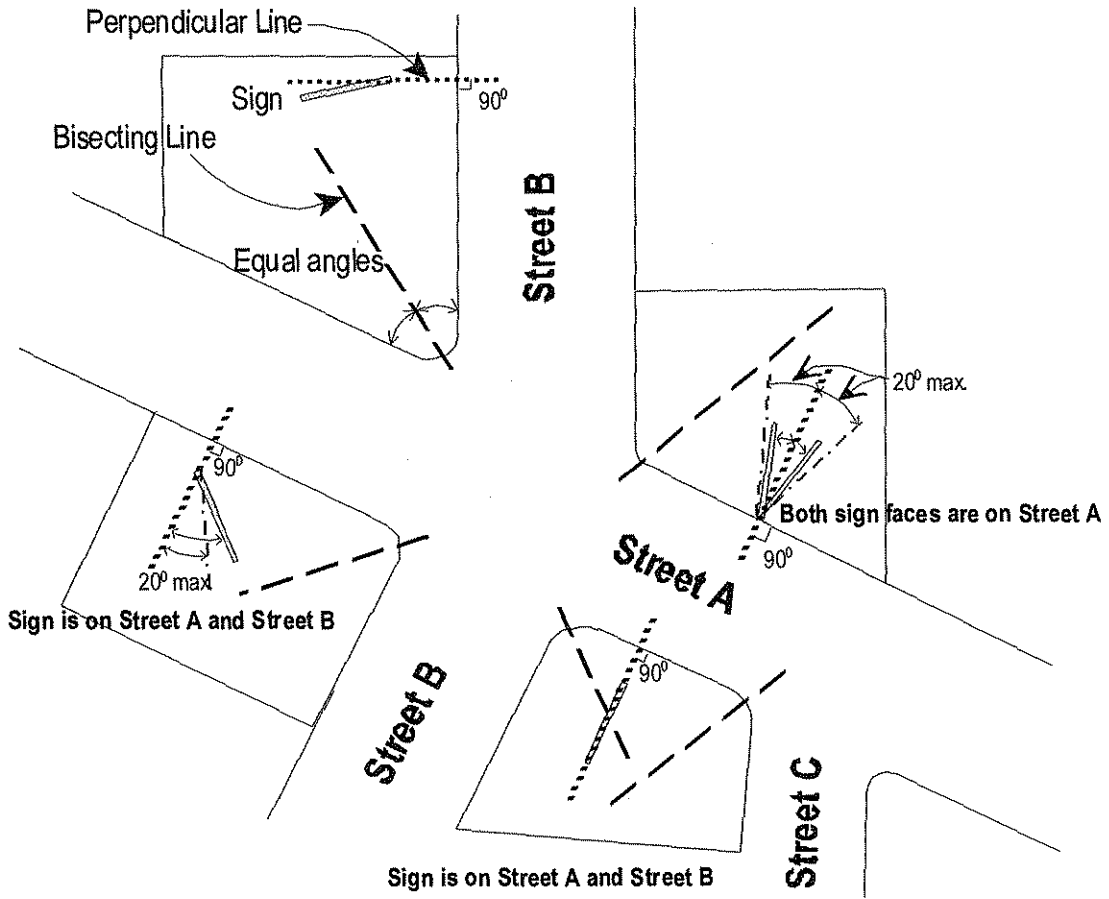 Perpendicular Line
Sign
90⁰
Bisecting Line
Street B
Equal angles
20⁰ max.
90⁰
Both sign faces are on Street A
90⁰
Street A
20⁰ max.
Sign is on Street A and Street B
90⁰
Street B
Street C
Sign is on Street A and Street B